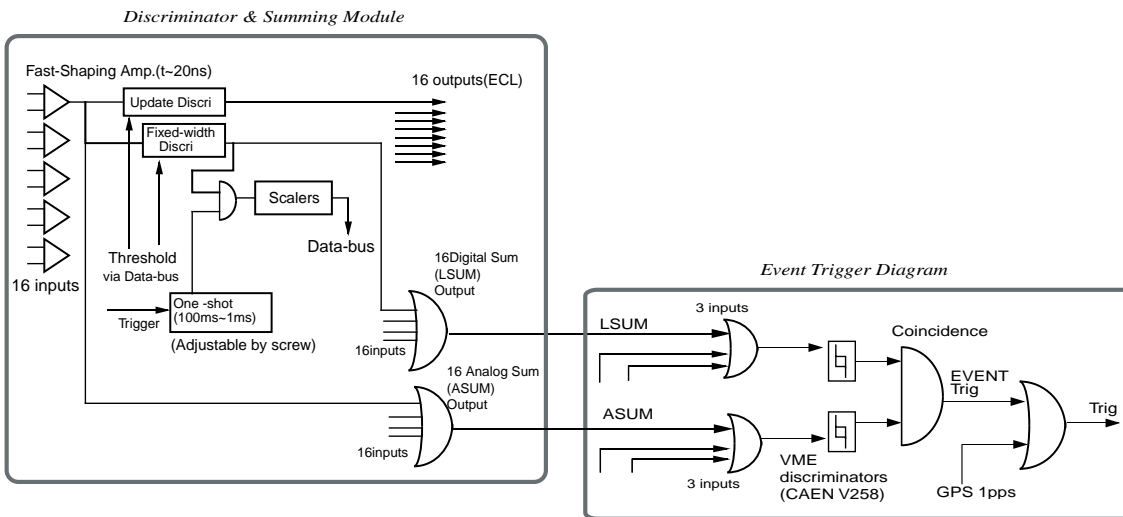 Discriminator & Summing Module
Fast-Shaping Amp.(t~20ns)
16 outputs(ECL)
Update Discri
Fixed-width
Discri
Scalers
Data-bus
Threshold
via Data-bus
16 inputs
One -shot
(100ms~1ms)
Trigger
(Adjustable by screw)
16Digital Sum
(LSUM)
Output
16inputs
16 Analog Sum
(ASUM)
Output
16inputs
Event Trigger Diagram
3 inputs
LSUM
Coincidence
EVENT
Trig
ASUM
Trig
3 inputs
VME
discriminators
(CAEN V258)
GPS 1pps